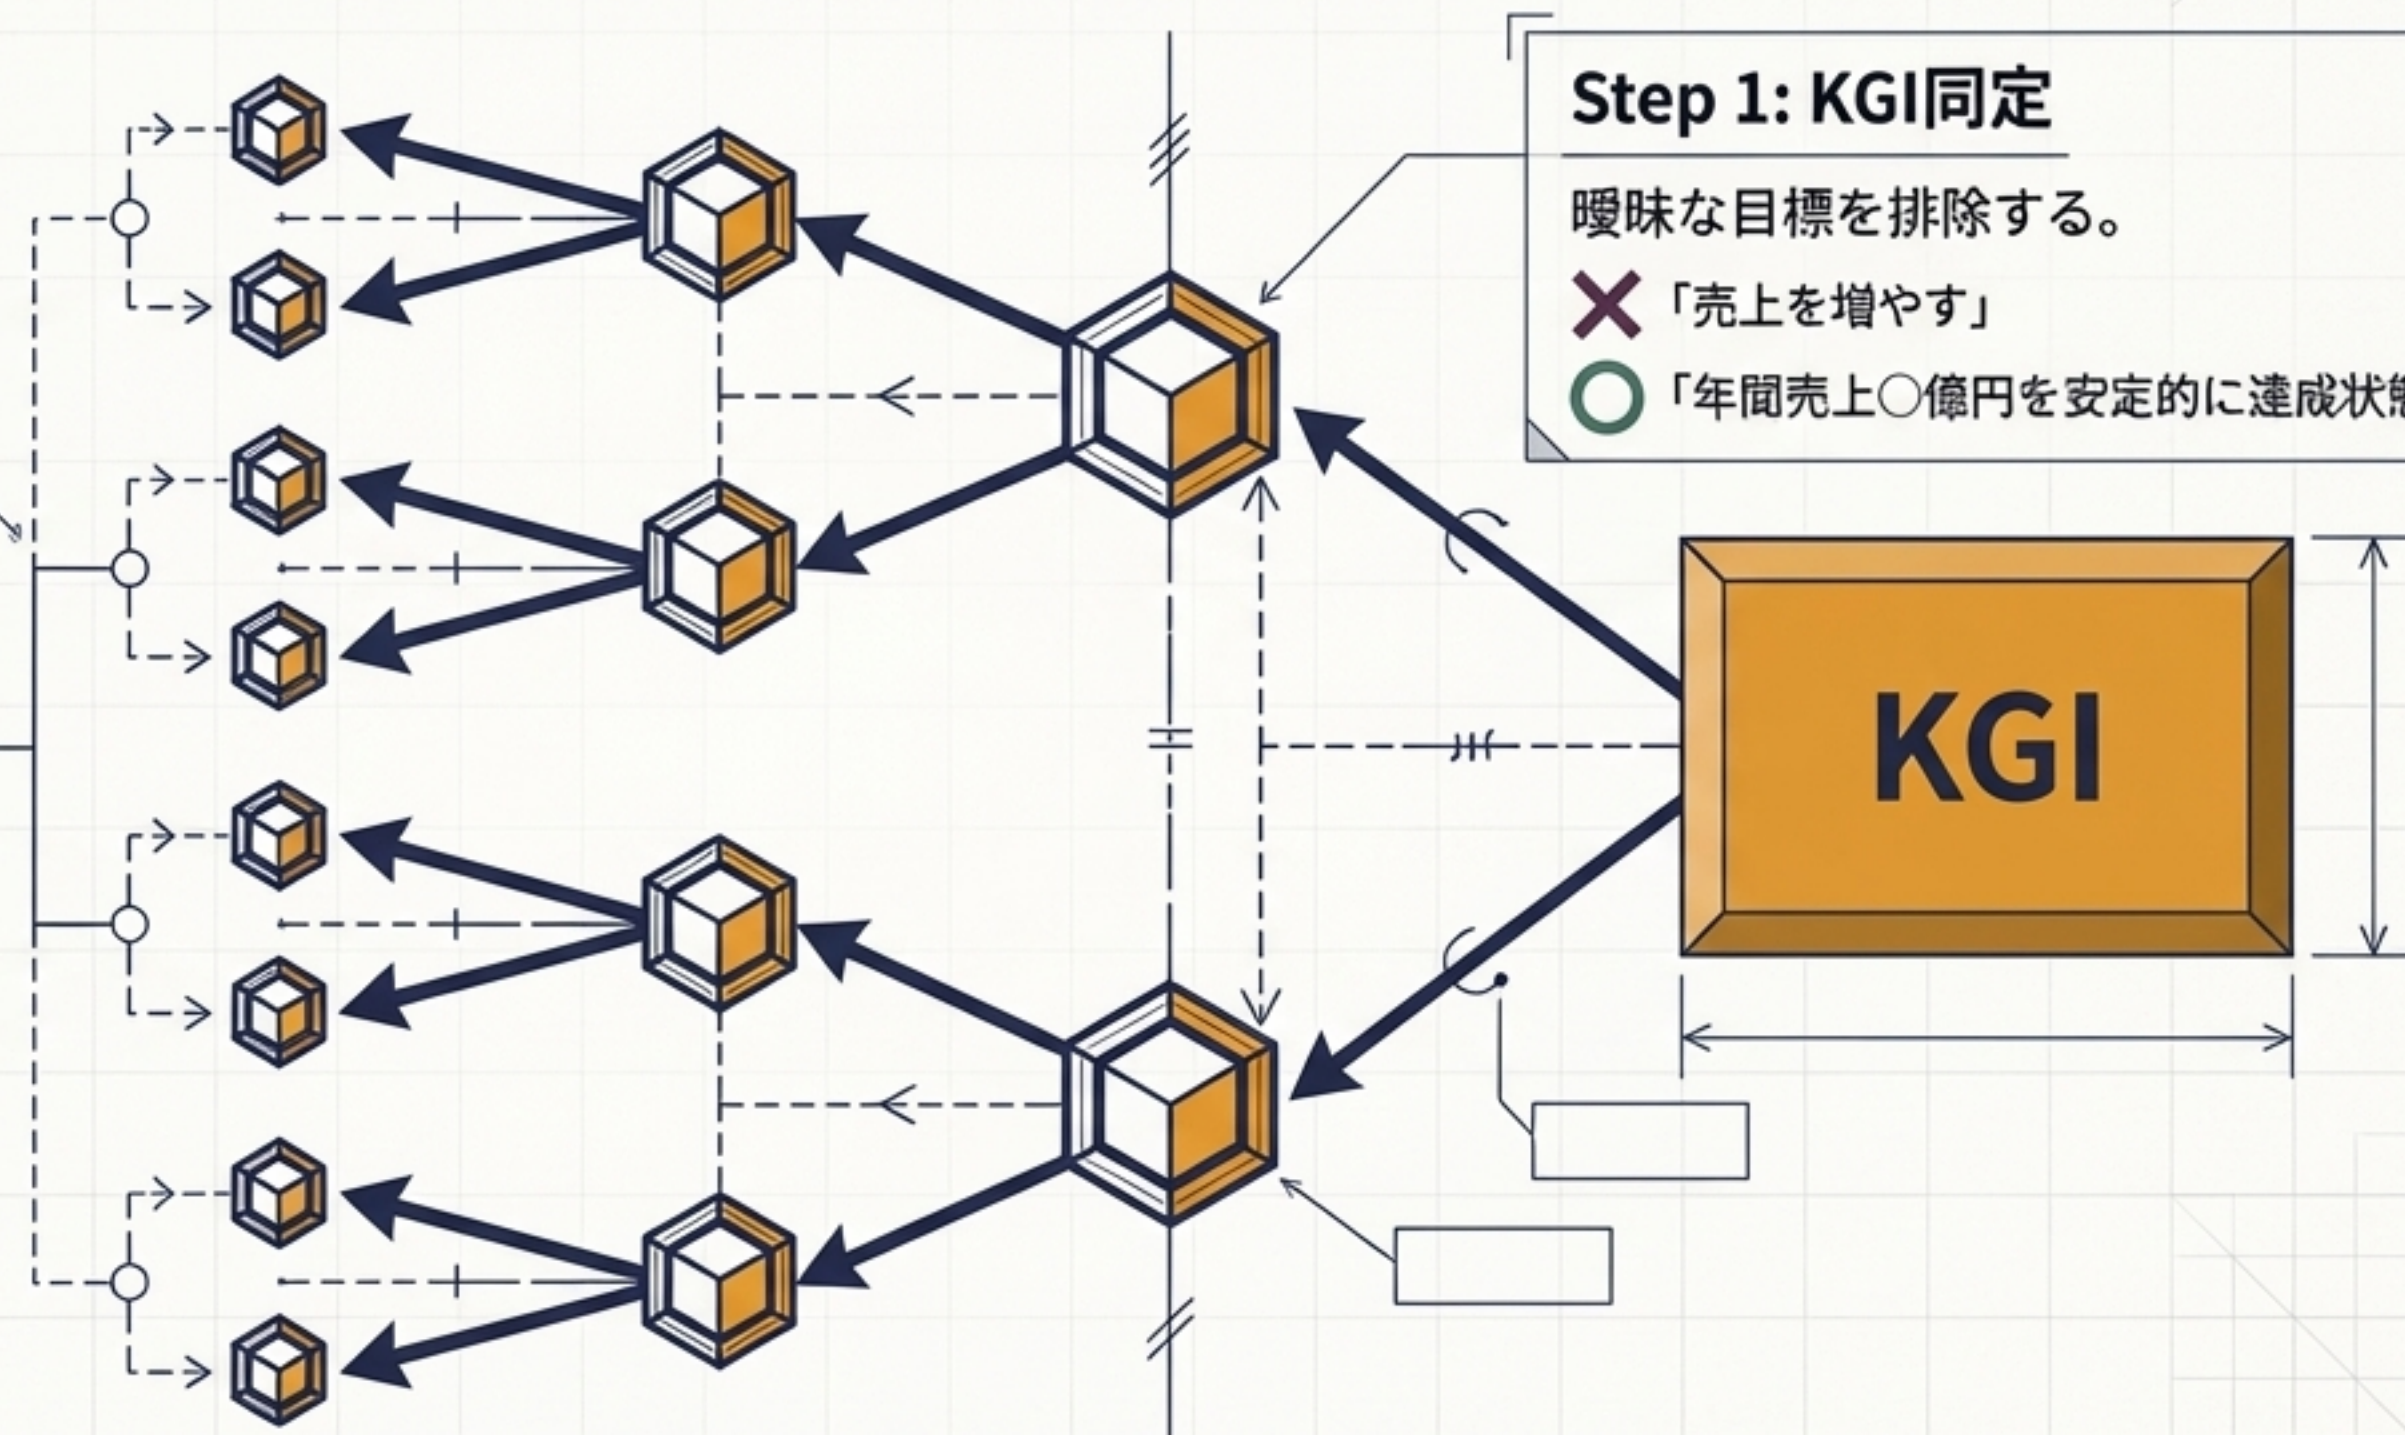 Step 1: KGI同定
曖昧な目標を排除する。
「売上を増やす」
「年間売上○億円を安定的に達成状態
KGI